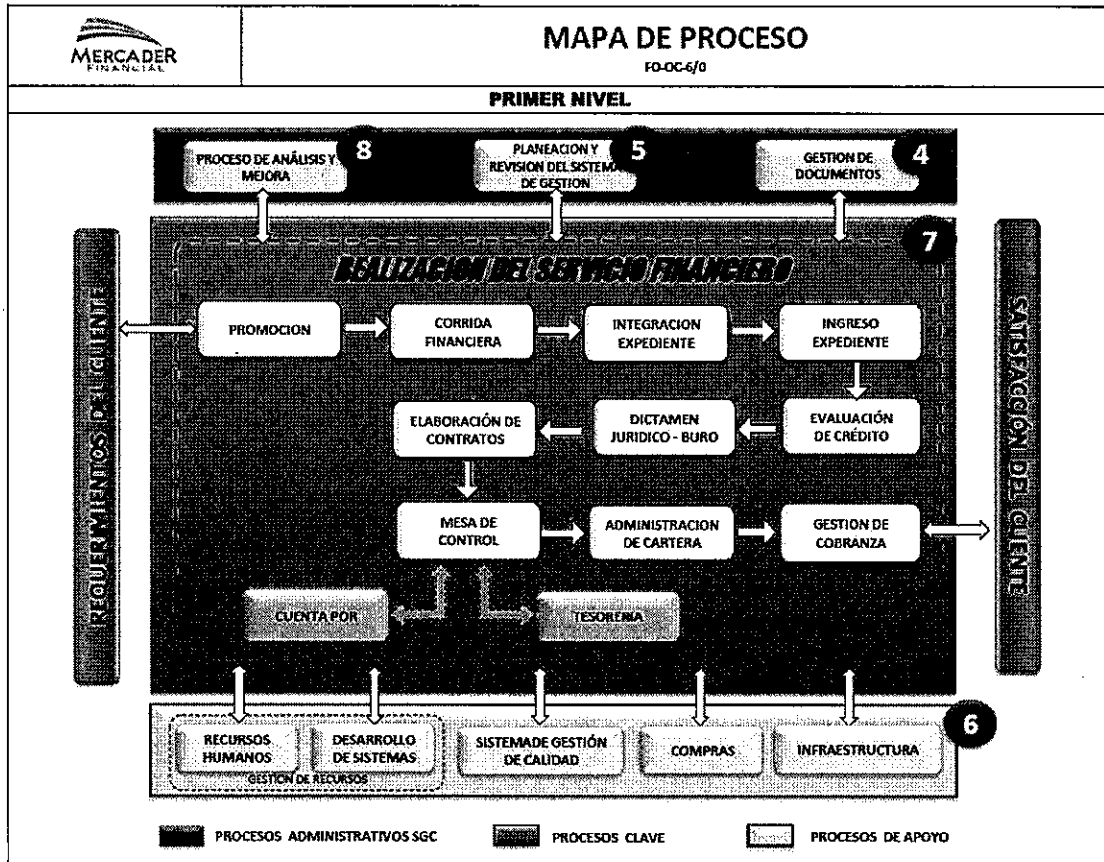 MERCADER
FINANCIAL
MAPA DE PROCESO
FO-OC-6/0
PRIMER NIVEL
PROCESO DE ANÁLISIS Y
MEJORA
8
PLANEACION Y
REVISION DEL SISTEMA
DE GESTION
5
GESTION DE
DOCUMENTOS
4
7
REALIZACION DEL SERVICIO FINANCIERO
REQUERIMIENTOS DEL CLIENTE
PROMOCION
CORRIDA
FINANCIERA
INTEGRACION
EXPEDIENTE
INGRESO
EXPEDIENTE
ELABORACIÓN DE
CONTRATOS
DICTAMEN
JURIDICO - BURO
EVALUACIÓN
DE CRÉDITO
MESA DE
CONTROL
ADMINISTRACION
DE CARTERA
GESTION DE
COBRANZA
SATISFACCIÓN DEL CLIENTE
CUENTA POR
TESORERIA
6
RECURSOS
HUMANOS
DESARROLLO
DE SISTEMAS
GESTION DE RECURSOS
SISTEMA DE GESTIÓN
DE CALIDAD
COMPRAS
INFRAESTRUCTURA
PROCESOS ADMINISTRATIVOS SGC
PROCESOS CLAVE
PROCESOS DE APOYO